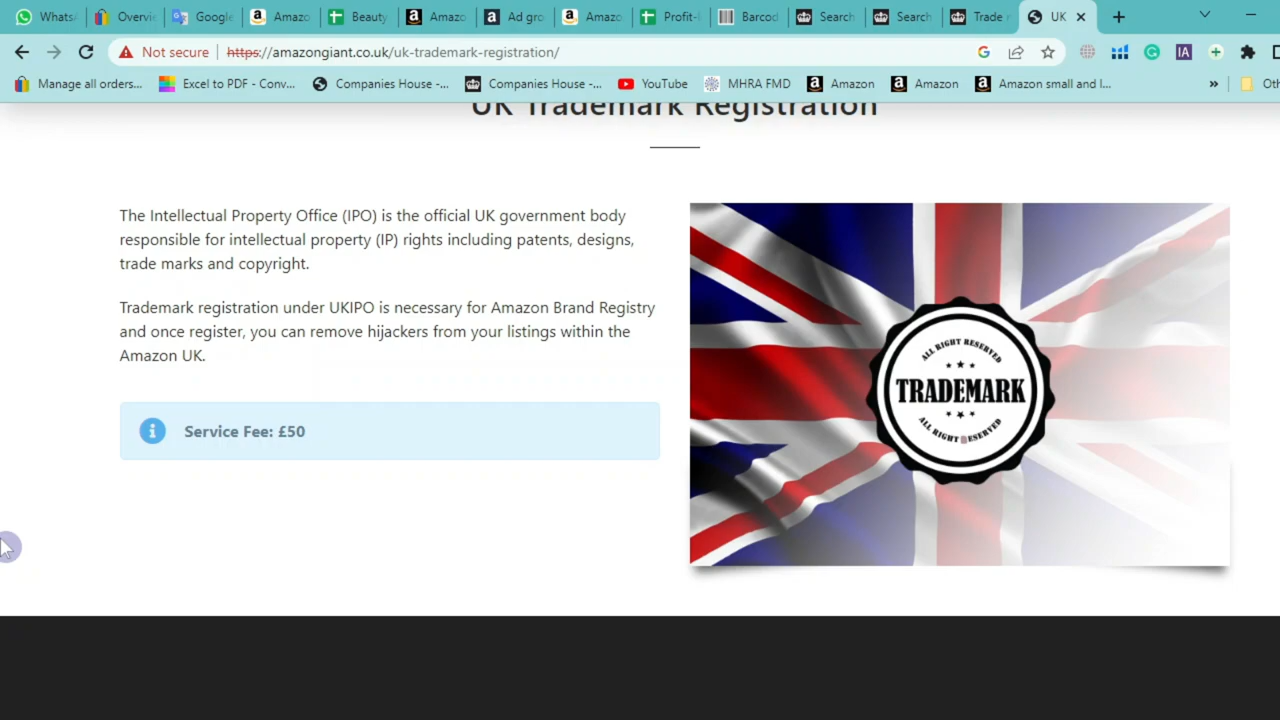 WhatsA
Overvie
Google
Amazo
Beauty
Amazo
Ad gro
Amazo
Profit-L
Barcod
Search
Search
Trade m
UK
Not secure
https://amazongiant.co.uk/uk-trademark-registration/
Manage all orders...
Excel to PDF - Conv...
Companies House -...
Companies House -...
YouTube
MHRA FMD
Amazon
Amazon
Amazon small and l...
»
Oth
UK Trademark Registration
The Intellectual Property Office (IPO) is the official UK government body
responsible for intellectual property (IP) rights including patents, designs,
trade marks and copyright.
Trademark registration under UKIPO is necessary for Amazon Brand Registry
and once register, you can remove hijackers from your listings within the
Amazon UK.
Service Fee: £50
ALL RIGHT RESERVED
TRADEMARK
ALL RIGHT RESERVED